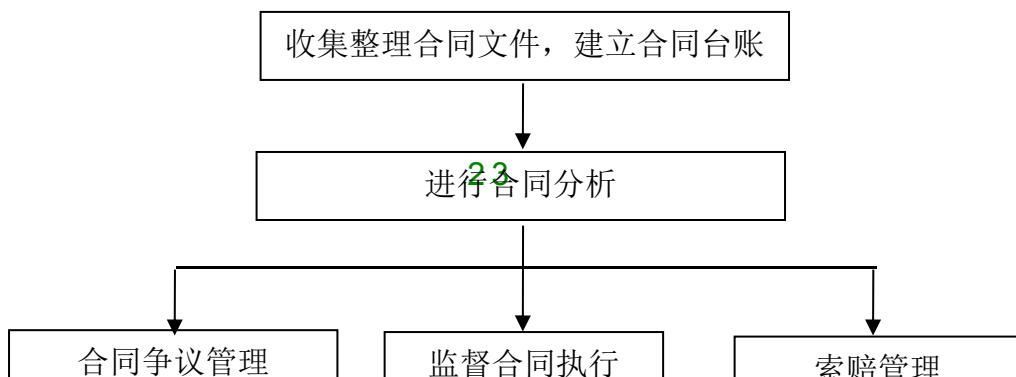 收集整理合同文件，建立合同台账
进行合同分析
23
合同争议管理
监督合同执行
索赔管理